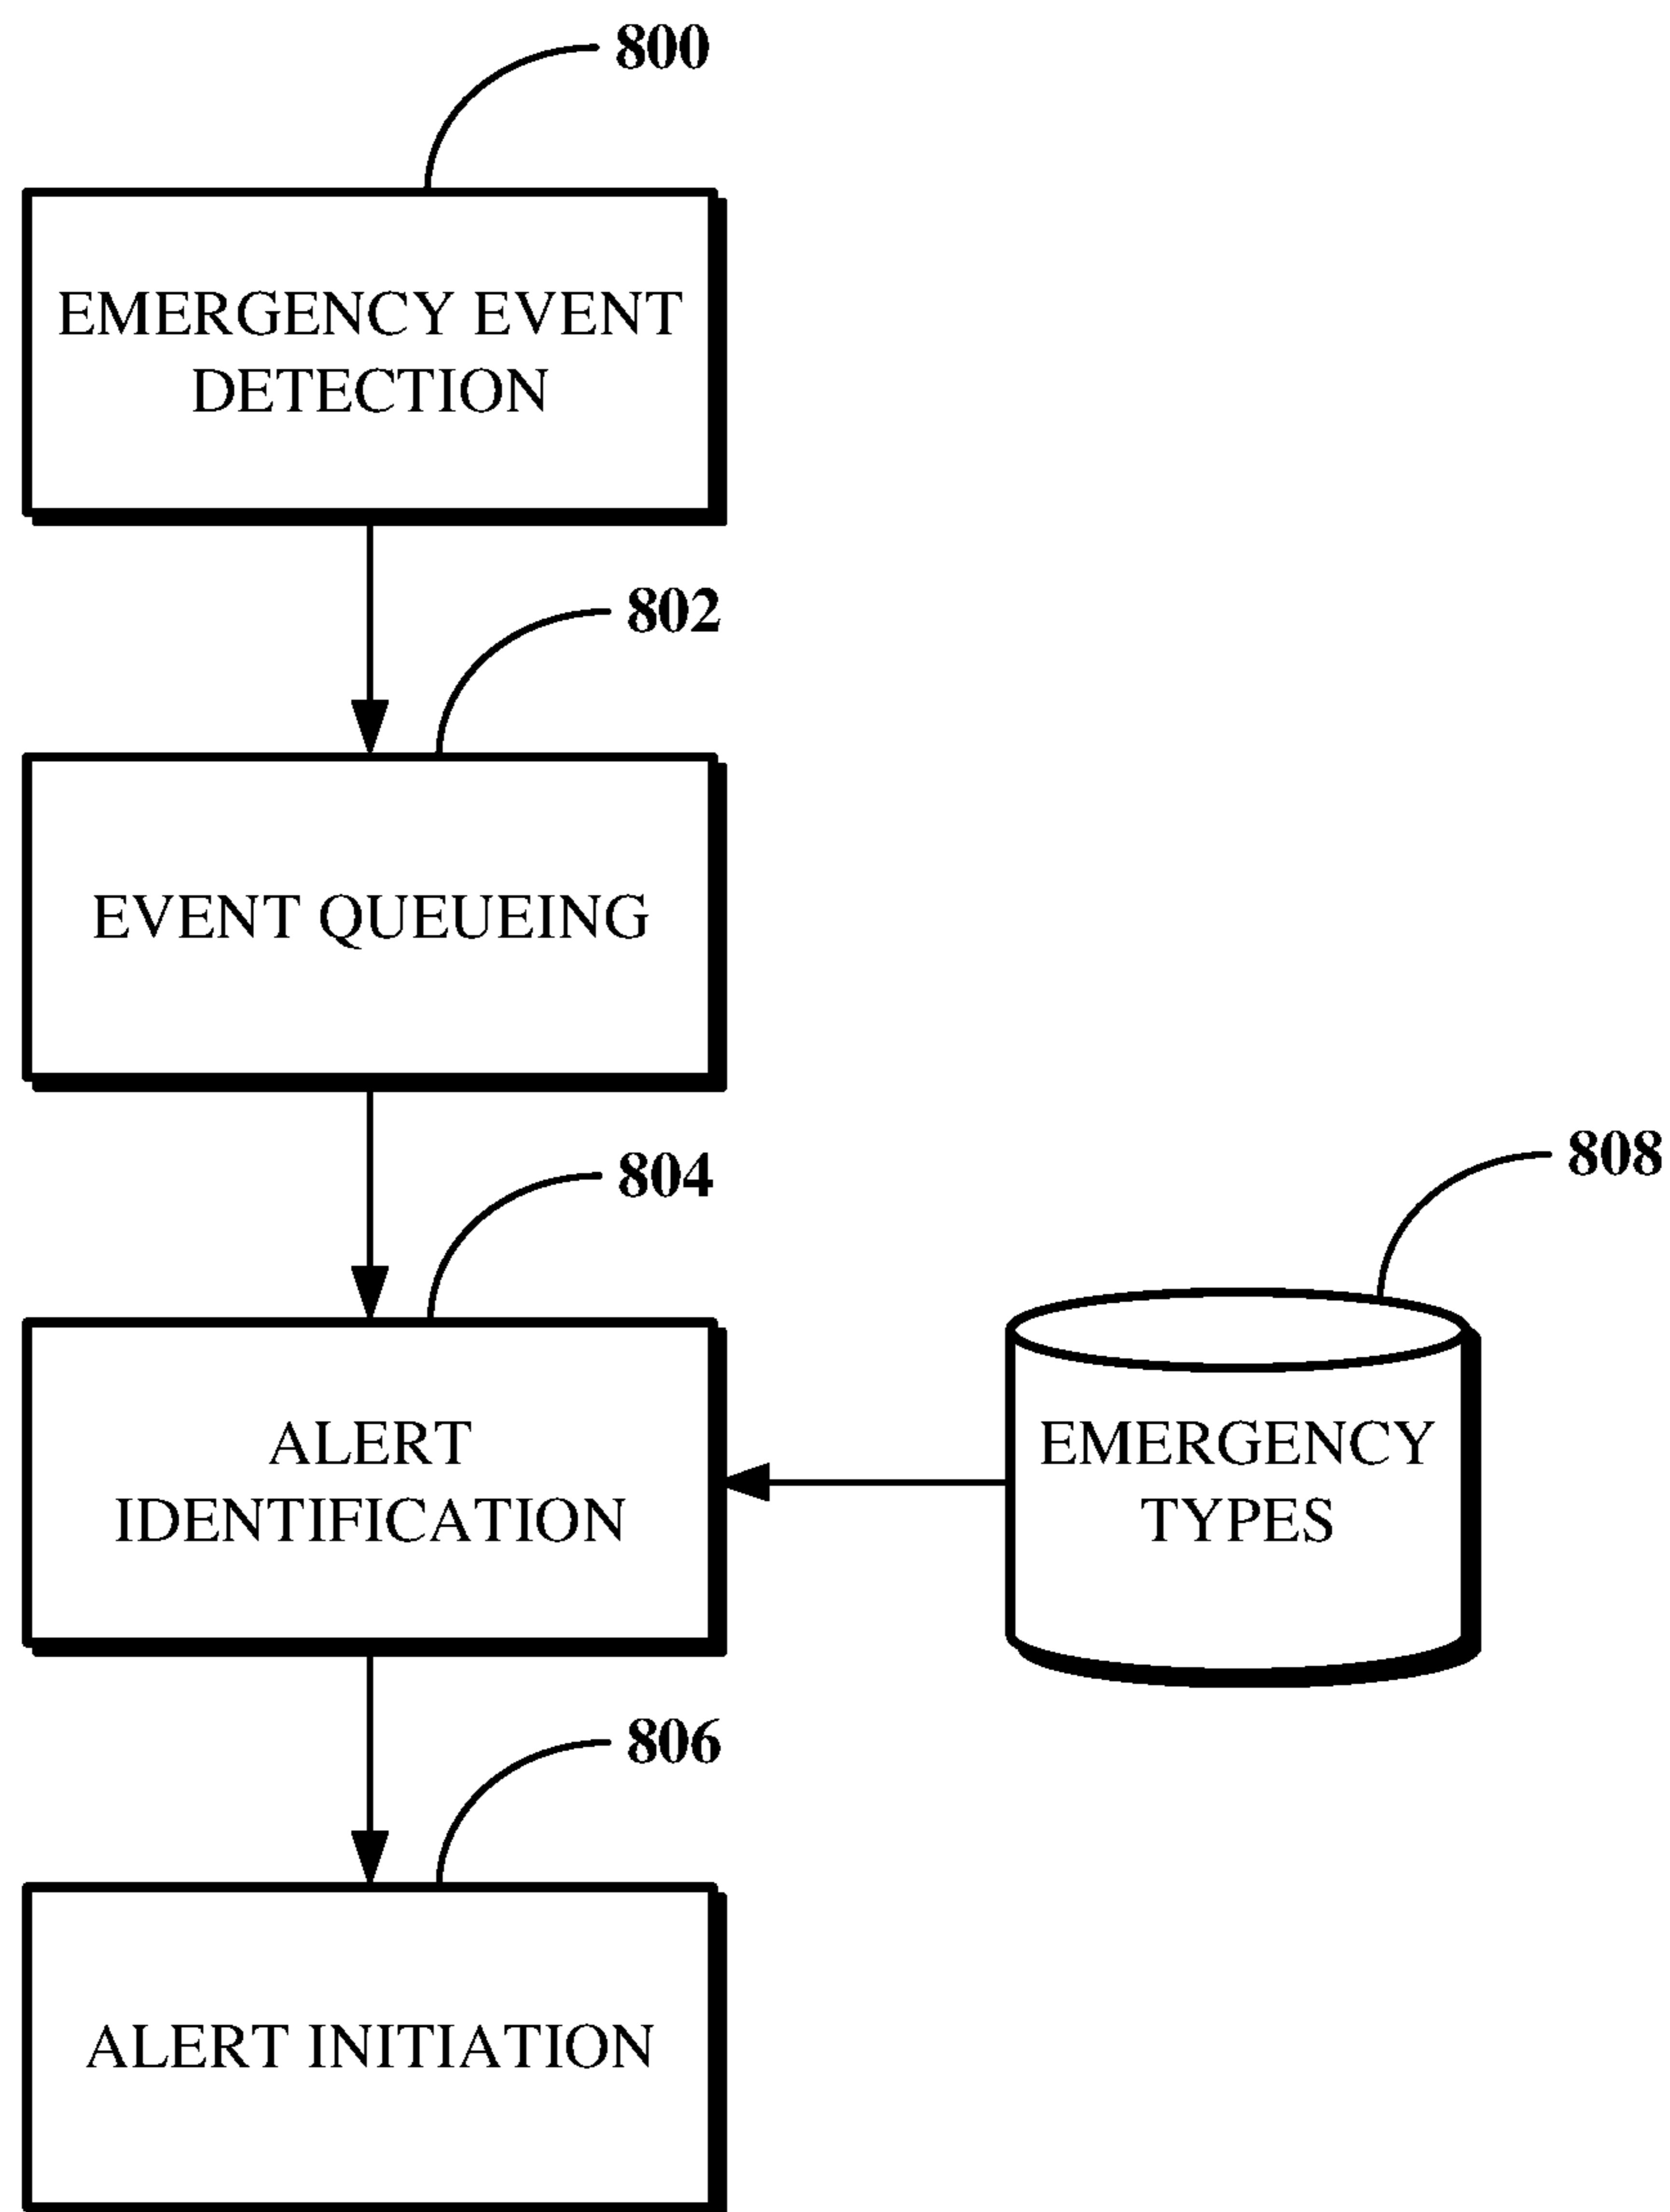 800
EMERGENCY EVENT
DETECTION
802
EVENT QUEUEING
804
ALERT
IDENTIFICATION
808
EMERGENCY
TYPES
806
ALERT INITIATION